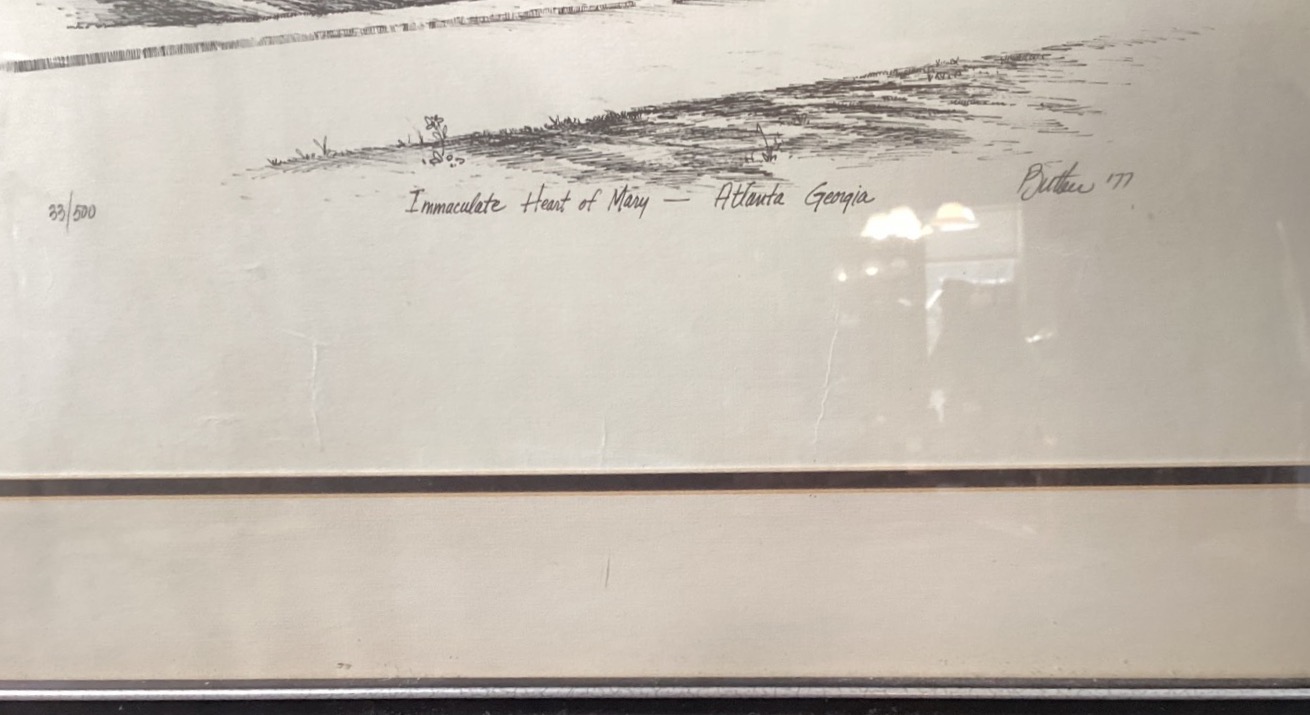 33/500
Immaculate Heart of Mary — Atlanta Georgia
'77